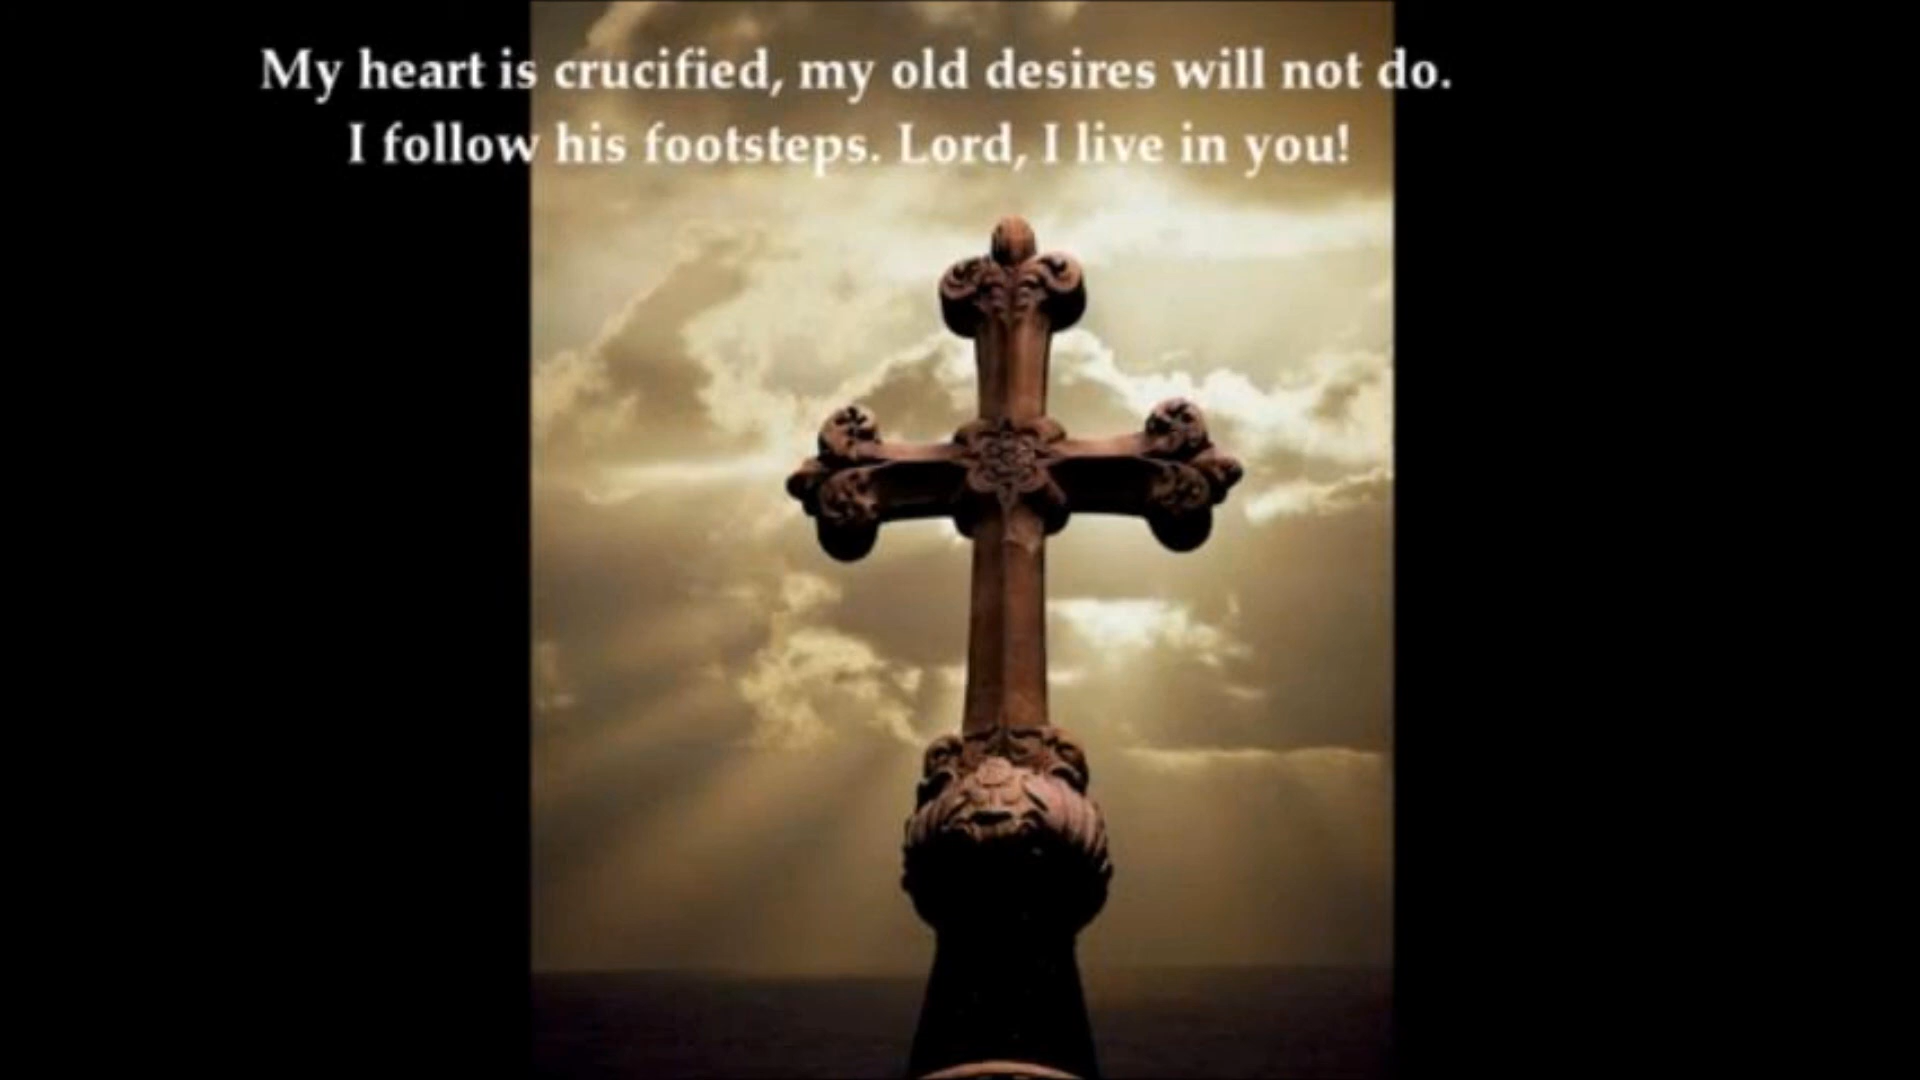 My heart is crucified, my old desires will not do.
I follow his footsteps. Lord, I live in you!